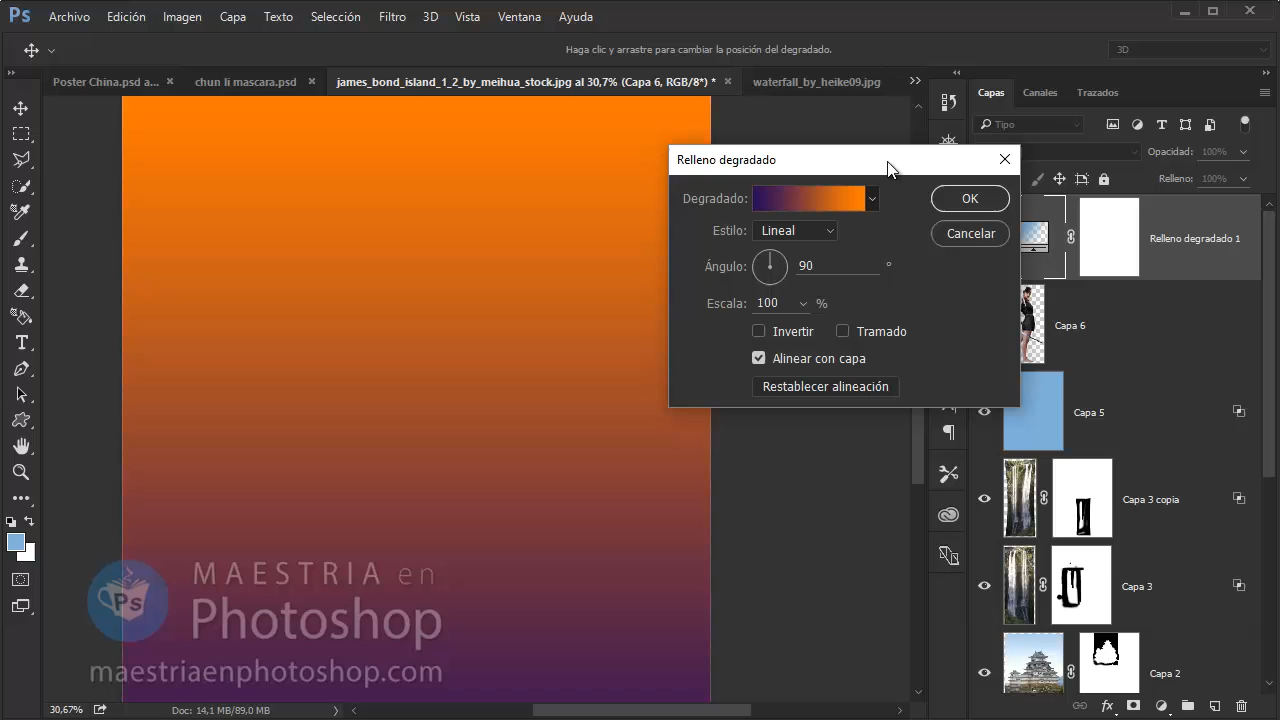 Ps Archivo Edición Imagen Capa Texto Selección Filtro 3D Vista Ventana Ayuda
Haga clic y arrastre para cambiar la posición del degradado. 3D
Poster China.psd a... chun li mascara.psd james_bond_island_1_2_by_meihua_stock.jpg al 30,7% (Capa 6, RGB/8*) * waterfall_by_heike09.jpg
Capas Canales Trazados
Tipo
Opacidad: 100%
Relleno: 100%
Relleno degradado
Degradado: OK
Estilo: Lineal Cancelar
Ángulo: 90 °
Escala: 100 %
Invertir Tramado
Alinear con capa
Restablecer alineación
Relleno degradado 1
Capa 6
Capa 5
Capa 3 copia
Capa 3
Capa 2
Ps
MAESTRIA en
Photoshop
maestriaenphotoshop.com
30,67% Doc: 14,1 MB/89,0 MB
fx